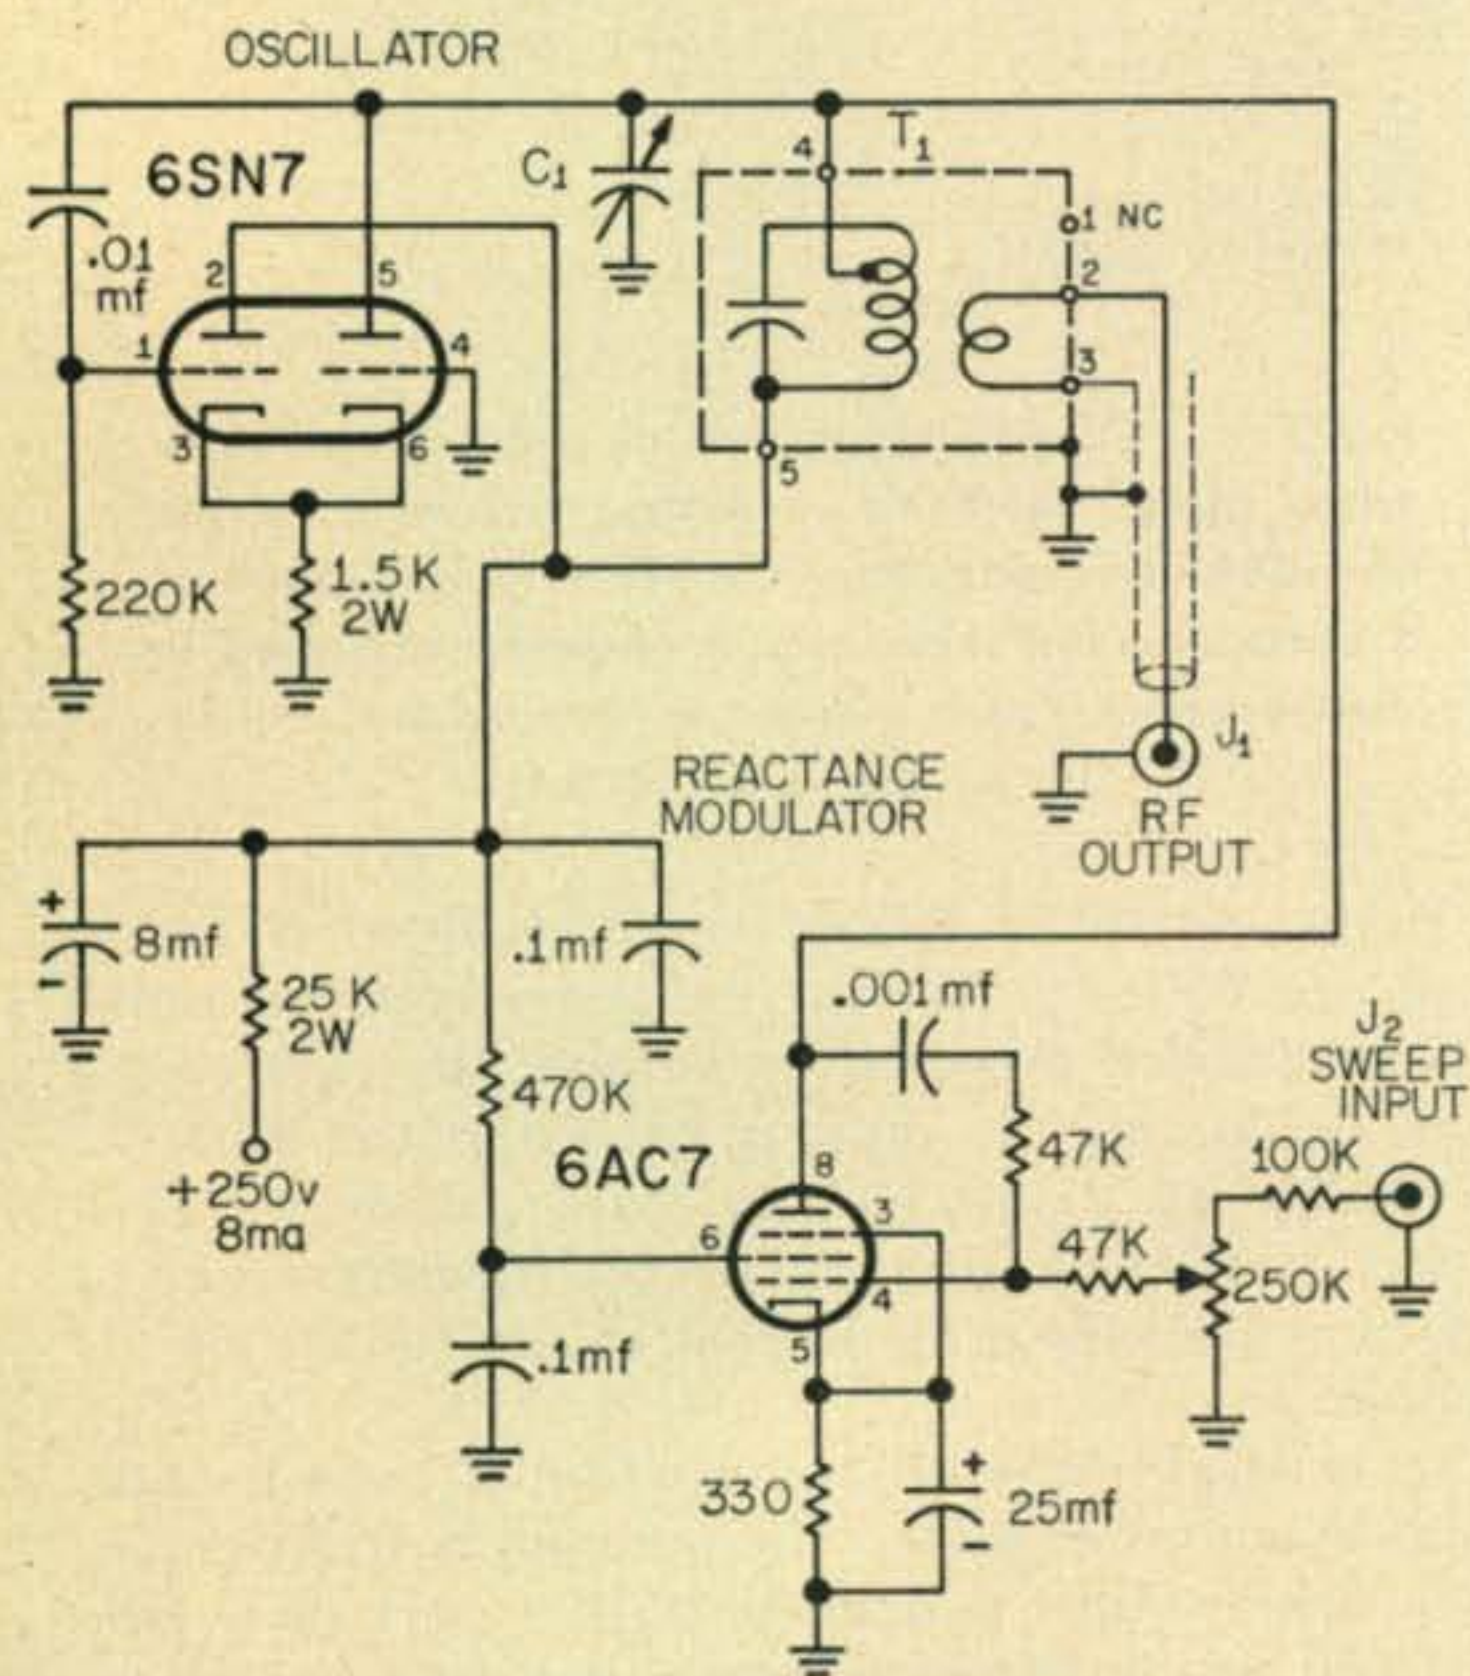 OSCILLATOR
6SN7
.01
mf
2
5
1
4
3
6
C1
4
T1
1 NC
2
3
5
220K
1.5K
2W
J1
RF
OUTPUT
REACTANCE
MODULATOR
+
8mf
-
25K
2W
+250v
8ma
.1mf
470K
.001mf
6AC7
8
3
6
4
5
47K
47K
J2
SWEEP
INPUT
100K
250K
.1mf
330
+
25mf
-